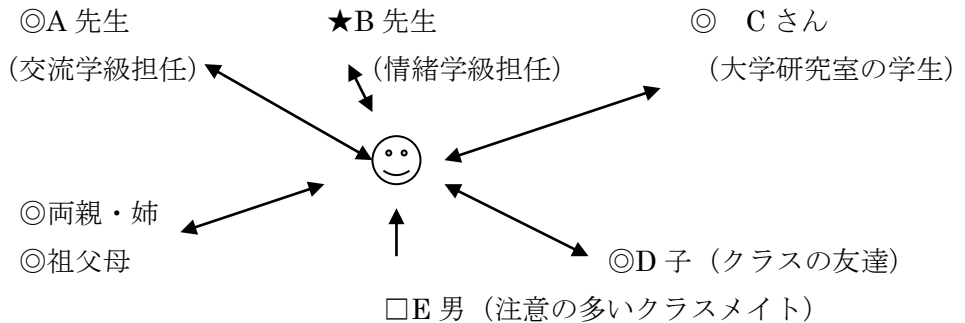 ◎A 先生 ★B 先生 ◎ C さん
(交流学級担任) (情緒学級担任) (大学研究室の学生)
◎両親・姉
◎祖父母 ◎D 子（クラスの友達）
□E 男（注意の多いクラスメイト）